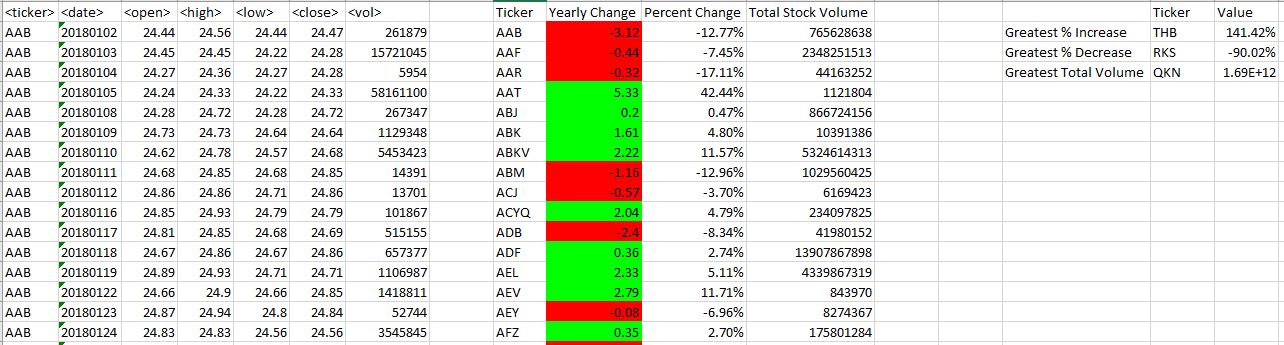 <ticker> <date> <open> <high> <low> <close> <vol> Ticker Yearly Change Percent Change Total Stock Volume Ticker Value
AAB 20180102 24.44 24.56 24.44 24.47 261879 AAB -3.12 -12.77% 765628638 Greatest % Increase THB 141.42%
AAB 20180103 24.45 24.45 24.22 24.28 15721045 AAF -0.44 -7.45% 2348251513 Greatest % Decrease RKS -90.02%
AAB 20180104 24.27 24.36 24.27 24.28 5954 AAR -0.32 -17.11% 44163252 Greatest Total Volume QKN 1.69E+12
AAB 20180105 24.24 24.33 24.22 24.33 58161100 AAT 5.33 42.44% 1121804
AAB 20180108 24.28 24.72 24.28 24.72 267347 ABJ 0.2 0.47% 866724156
AAB 20180109 24.73 24.73 24.64 24.64 1129348 ABK 1.61 4.80% 10391386
AAB 20180110 24.62 24.78 24.57 24.68 5453423 ABKV 2.22 11.57% 5324614313
AAB 20180111 24.68 24.85 24.68 24.85 14391 ABM -1.16 -12.96% 1029560425
AAB 20180112 24.86 24.86 24.71 24.86 13701 ACJ -0.57 -3.70% 6169423
AAB 20180116 24.85 24.93 24.79 24.79 101867 ACYQ 2.04 4.79% 234097825
AAB 20180117 24.81 24.85 24.68 24.69 515155 ADB -2.4 -8.34% 41980152
AAB 20180118 24.67 24.86 24.67 24.86 657377 ADF 0.36 2.74% 13907867898
AAB 20180119 24.89 24.93 24.71 24.71 1106987 AEL 2.33 5.11% 4339867319
AAB 20180122 24.66 24.9 24.66 24.85 1418811 AEV 2.79 11.71% 843970
AAB 20180123 24.87 24.94 24.8 24.84 52744 AEY -0.08 -6.96% 8274367
AAB 20180124 24.83 24.83 24.56 24.56 3545845 AFZ 0.35 2.70% 175801284